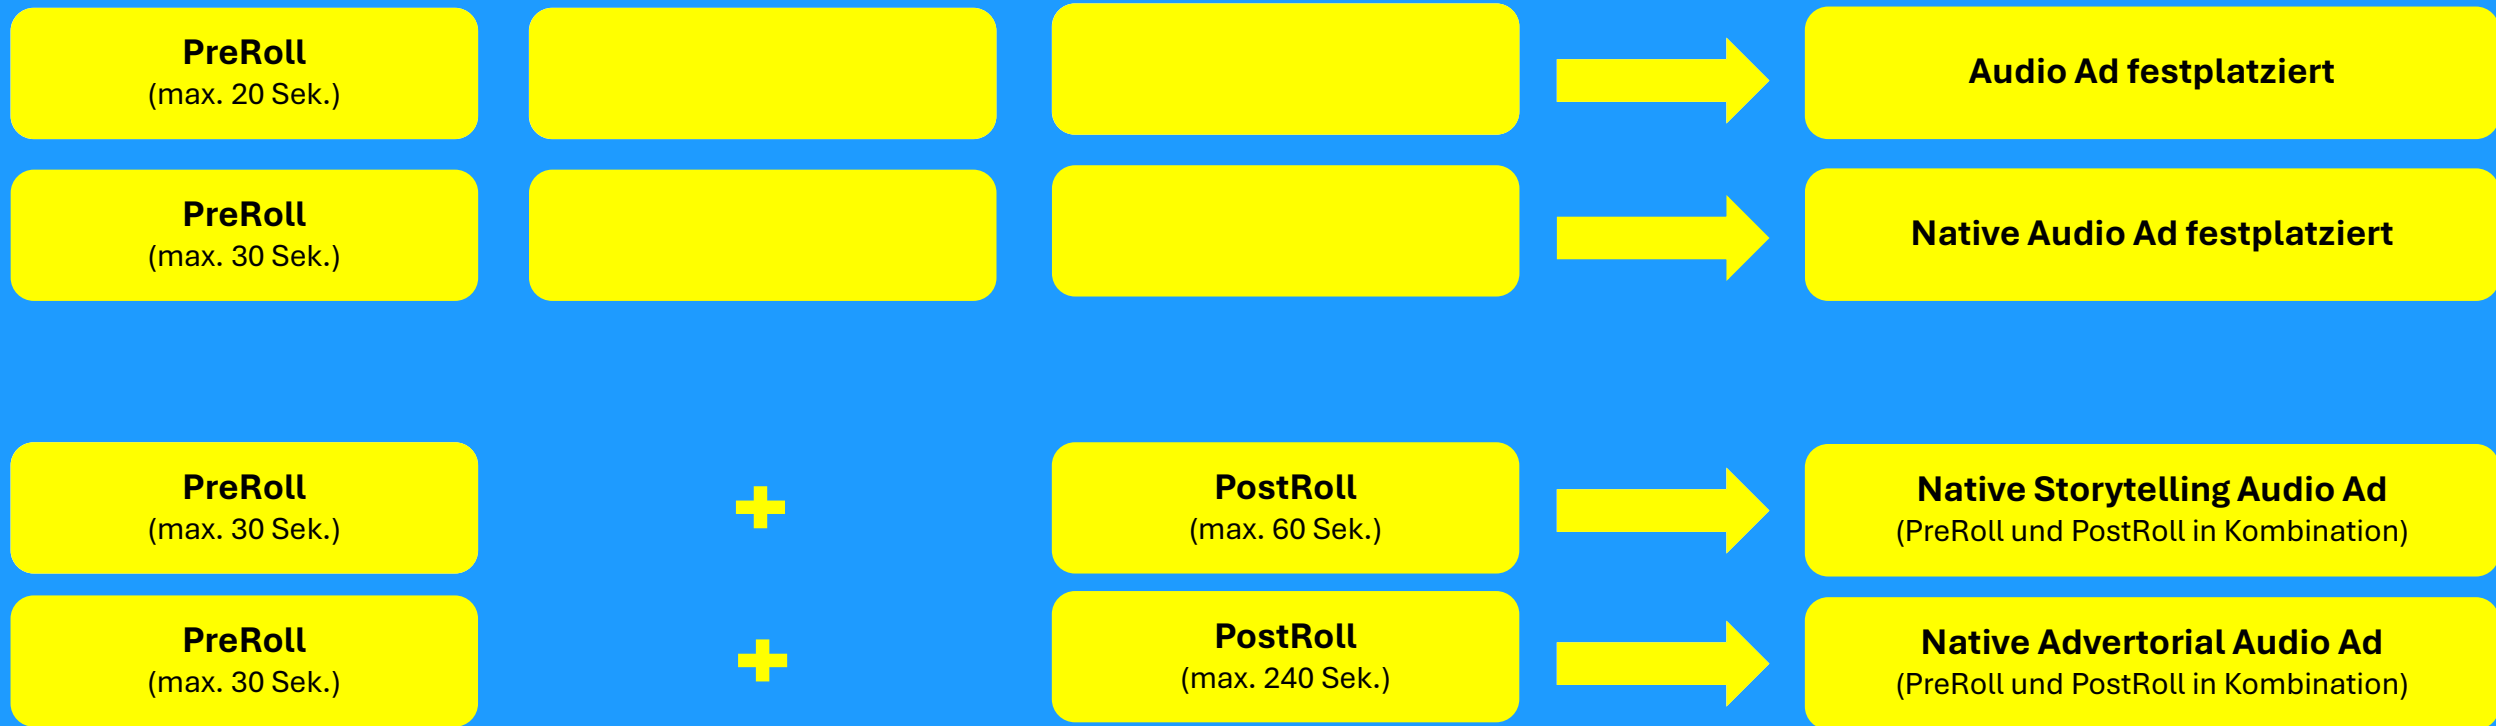 PreRoll
(max. 20 Sek.)
Audio Ad festplatziert
PreRoll
(max. 30 Sek.)
Native Audio Ad festplatziert
PreRoll
(max. 30 Sek.)
PostRoll
(max. 60 Sek.)
Native Storytelling Audio Ad
(PreRoll und PostRoll in Kombination)
PreRoll
(max. 30 Sek.)
PostRoll
(max. 240 Sek.)
Native Advertorial Audio Ad
(PreRoll und PostRoll in Kombination)